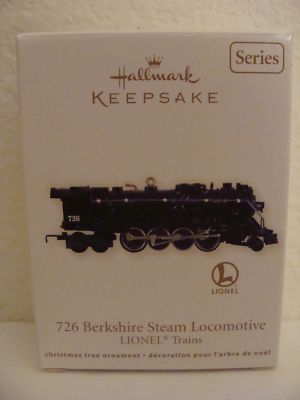 Series
Hallmark
KEEPSAKE
726
LIONEL
726 Berkshire Steam Locomotive
LIONEL® Trains
christmas tree ornament • décoration pour l'arbre de noël